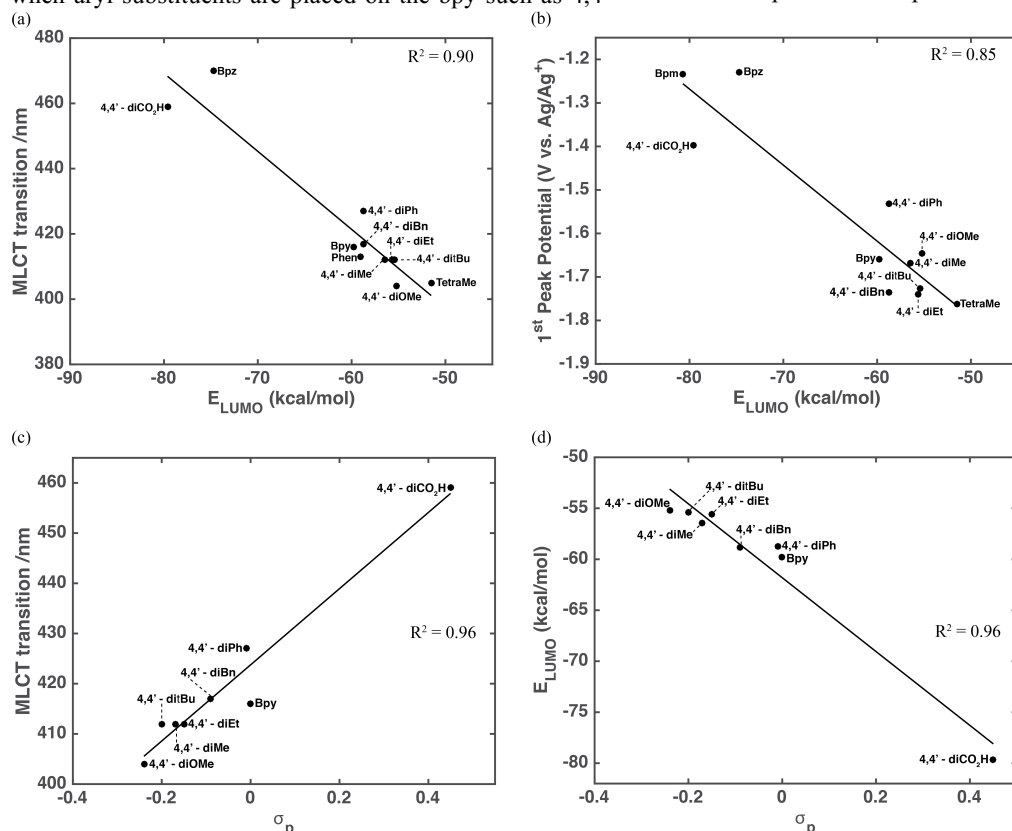 when aryl substituents are placed on the bpy such as 4,4'
(a)
480
460
440
420
400
380
MLCT transition /nm
R² = 0.90
Bpz
4,4' - diCO₂H
4,4' - diPh
4,4' - diBn
Bpy
4,4' - diEt
Phen
4,4' - ditBu
4,4' - diMe
TetraMe
4,4' - diOMe
-90 -80 -70 -60 -50
E_LUMO (kcal/mol)
(b)
-1.2
-1.3
-1.4
-1.5
-1.6
-1.7
-1.8
-1.9
1st Peak Potential (V vs. Ag/Ag⁺)
R² = 0.85
Bpm
Bpz
4,4' - diCO₂H
4,4' - diPh
4,4' - diOMe
Bpy
4,4' - diMe
4,4' - ditBu
4,4' - diBn
TetraMe
4,4' - diEt
-90 -80 -70 -60 -50
E_LUMO (kcal/mol)
(c)
460
450
440
430
420
410
400
MLCT transition /nm
4,4' - diCO₂H
R² = 0.96
4,4' - diPh
4,4' - diBn
4,4' - ditBu
Bpy
4,4' - diEt
4,4' - diMe
4,4' - diOMe
-0.4 -0.2 0 0.2 0.4
σp
(d)
-50
-55
-60
-65
-70
-75
-80
E_LUMO (kcal/mol)
4,4' - ditBu
4,4' - diOMe
4,4' - diEt
4,4' - diMe
4,4' - diBn
4,4' - diPh
Bpy
R² = 0.96
4,4' - diCO₂H
-0.4 -0.2 0 0.2 0.4
σp